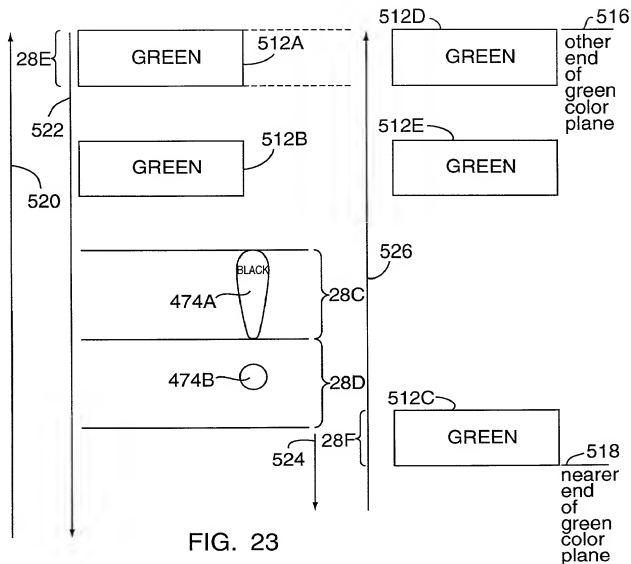 512D
516
28E
GREEN
512A
GREEN
other
end
of
green
color
plane
522
512B
512E
GREEN
GREEN
520
BLACK
526
474A
28C
474B
28D
512C
524
28F
GREEN
518
nearer
end
of
green
color
plane
FIG. 23